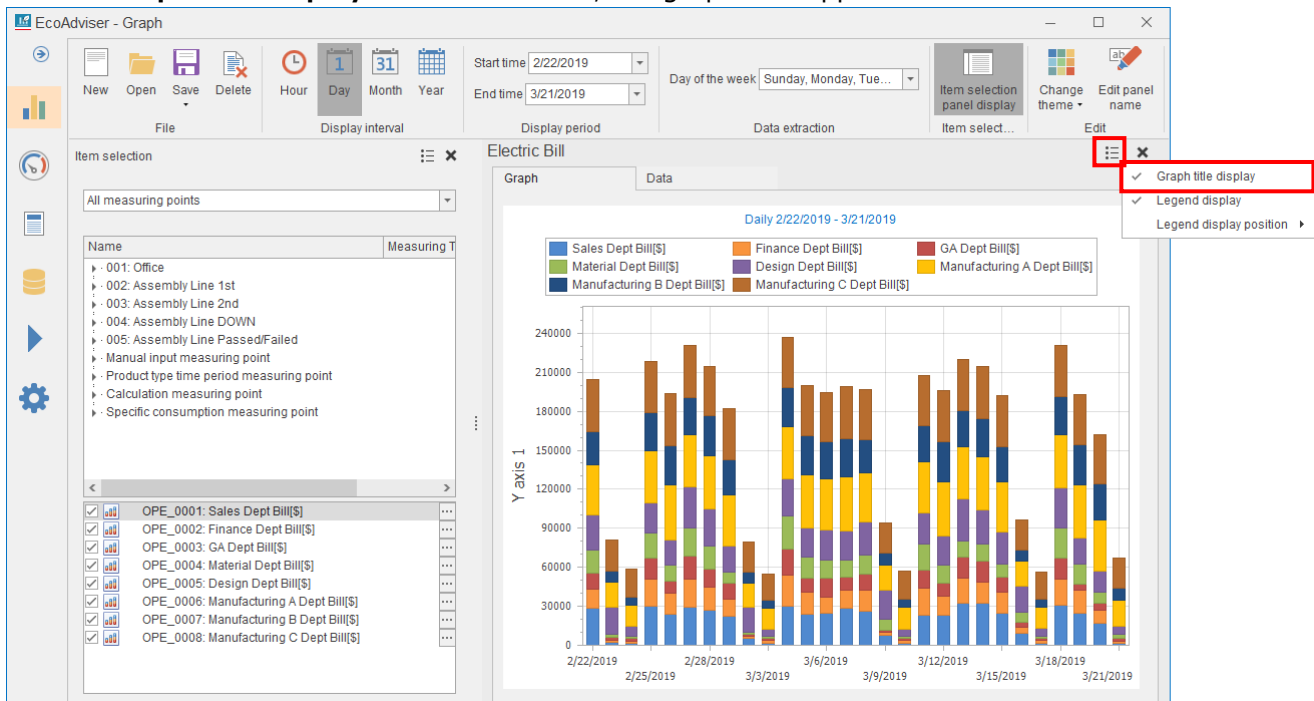 EcoAdviser - Graph
New Open Save Delete
File
Hour Day Month Year
1 31
Display interval
Start time 2/22/2019
End time 3/21/2019
Display period
Day of the week Sunday, Monday, Tue...
Data extraction
Item selection
panel display
Item select...
Change
theme
Edit panel
name
ab
Edit
Item selection
All measuring points
Name Measuring T
001: Office
002: Assembly Line 1st
003: Assembly Line 2nd
004: Assembly Line DOWN
005: Assembly Line Passed/Failed
Manual input measuring point
Product type time period measuring point
Calculation measuring point
Specific consumption measuring point
OPE_0001: Sales Dept Bill[$]
OPE_0002: Finance Dept Bill[$]
OPE_0003: GA Dept Bill[$]
OPE_0004: Material Dept Bill[$]
OPE_0005: Design Dept Bill[$]
OPE_0006: Manufacturing A Dept Bill[$]
OPE_0007: Manufacturing B Dept Bill[$]
OPE_0008: Manufacturing C Dept Bill[$]
Electric Bill
Graph title display
Legend display
Legend display position
Graph Data
Daily 2/22/2019 - 3/21/2019
Sales Dept Bill[$] Finance Dept Bill[$] GA Dept Bill[$]
Material Dept Bill[$] Design Dept Bill[$] Manufacturing A Dept Bill[$]
Manufacturing B Dept Bill[$] Manufacturing C Dept Bill[$]
Y axis 1
240000
210000
180000
150000
120000
90000
60000
30000
0
2/22/2019 2/28/2019 3/6/2019 3/12/2019 3/18/2019
2/25/2019 3/3/2019 3/9/2019 3/15/2019 3/21/2019